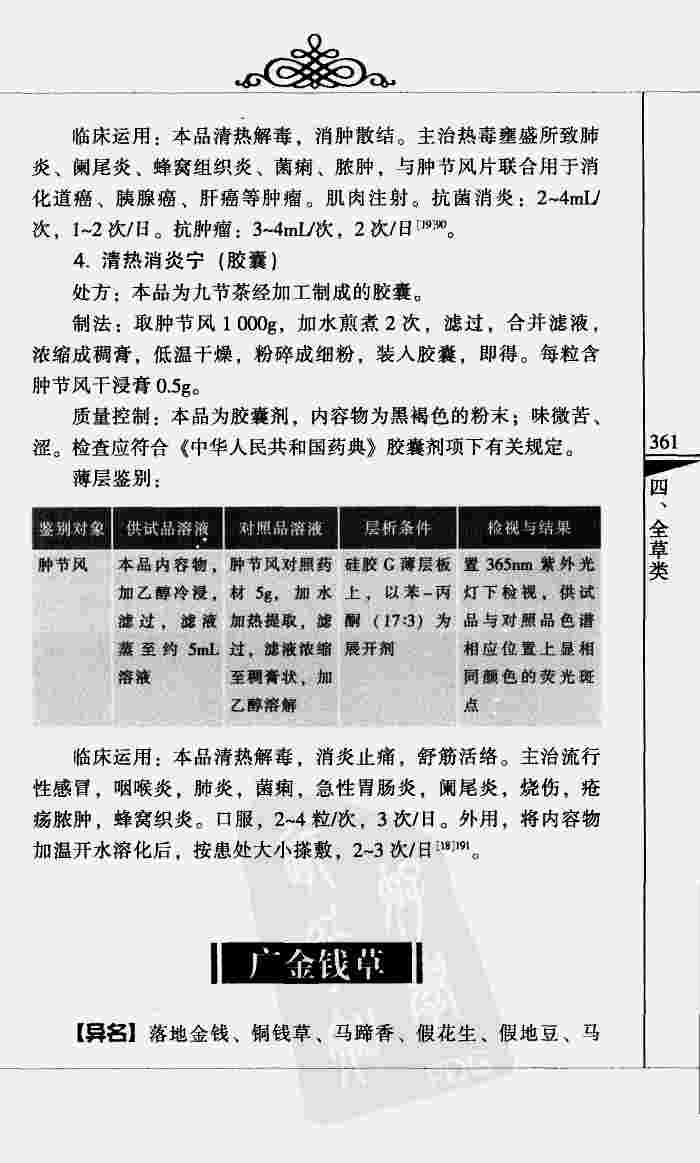 临床运用：本品清热解毒，消肿散结。主治热毒壅盛所致肺
炎、阑尾炎、蜂窝组织炎、菌痢、脓肿，与肿节风片联合用于消
化道癌、胰腺癌、肝癌等肿瘤。肌肉注射。抗菌消炎：2~4mL/
次，1~2 次/日。抗肿瘤：3~4mL/次，2 次/日[19]90。
4. 清热消炎宁（胶囊）
处方：本品为九节茶经加工制成的胶囊。
制法：取肿节风 1 000g，加水煎煮 2 次，滤过，合并滤液，
浓缩成稠膏，低温干燥，粉碎成细粉，装入胶囊，即得。每粒含
肿节风干浸膏 0.5g。
质量控制：本品为胶囊剂，内容物为黑褐色的粉末；味微苦、
涩。检查应符合《中华人民共和国药典》胶囊剂项下有关规定。
薄层鉴别：
鉴别对象 供试品溶液 对照品溶液 层析条件 检视与结果
肿节风 本品内容物， 肿节风对照药 硅胶 G 薄层板 置 365nm 紫外光
加乙醇冷浸， 材 5g，加水 上，以苯-丙 灯下检视，供试
滤过，滤液 加热提取，滤 酮（17:3）为 品与对照品色谱
蒸至约 5mL 过，滤液浓缩 展开剂 相应位置上显相
溶液 至稠膏状，加 同颜色的荧光斑
乙醇溶解 点
临床运用：本品清热解毒，消炎止痛，舒筋活络。主治流行
性感冒，咽喉炎，肺炎，菌痢，急性胃肠炎，阑尾炎，烧伤，疮
疡脓肿，蜂窝织炎。口服，2~4 粒/次，3 次/日。外用，将内容物
加温开水溶化后，按患处大小搽敷，2~3 次/日[18]191。
广金钱草
【异名】落地金钱、铜钱草、马蹄香、假花生、假地豆、马
361
四、全草类